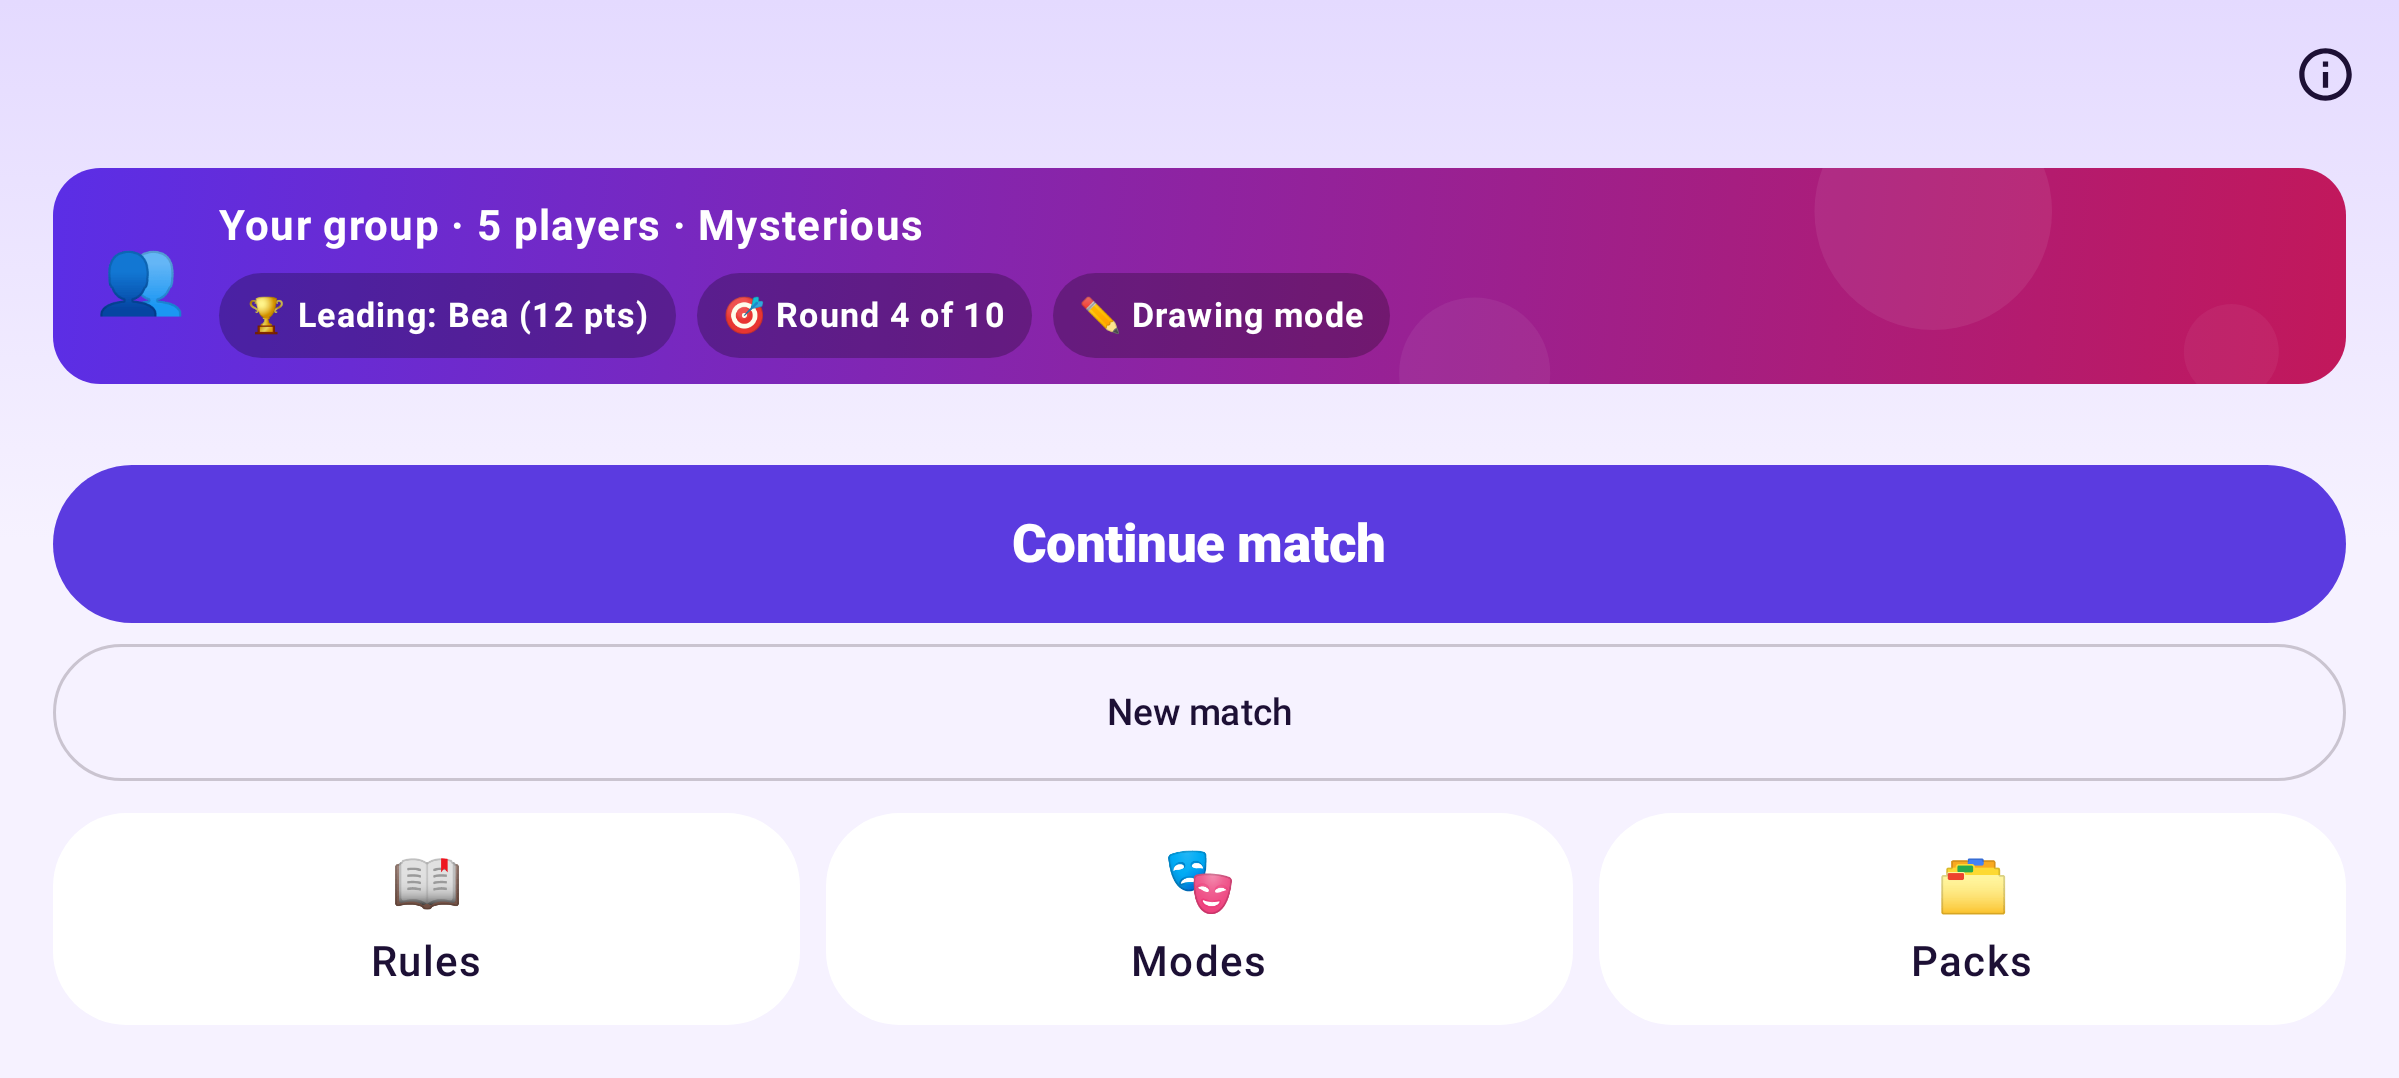 Your group · 5 players · Mysterious
🏆 Leading: Bea (12 pts)
🎯 Round 4 of 10
✏️ Drawing mode
Continue match
New match
Rules
Modes
Packs